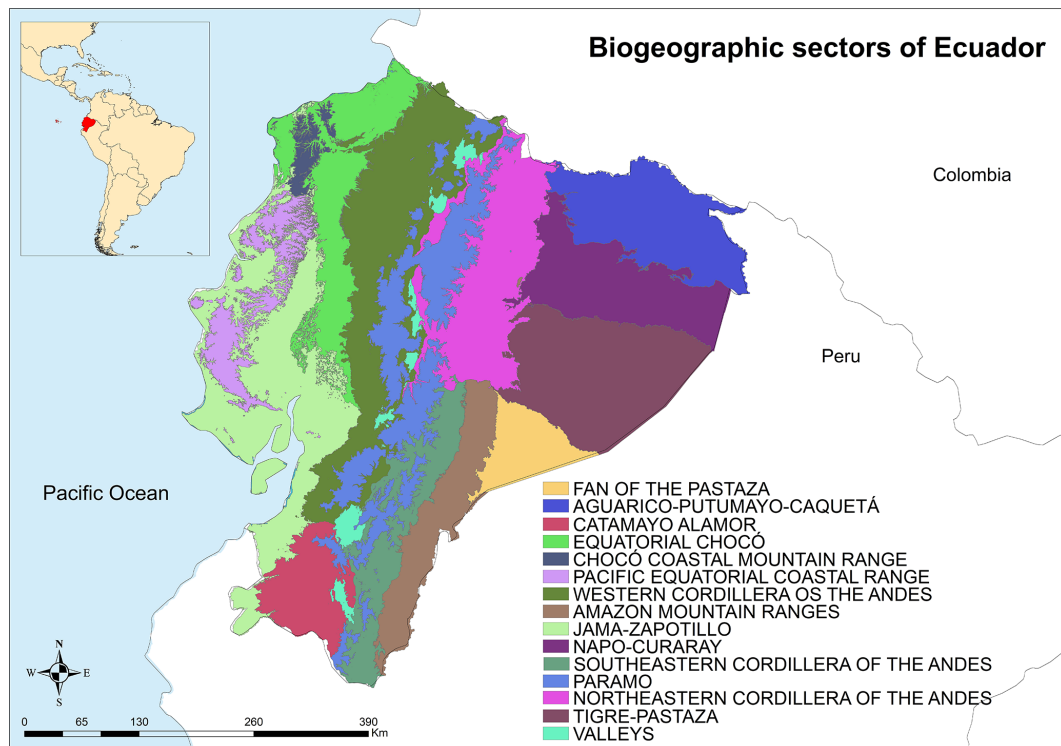 Biogeographic sectors of Ecuador
Colombia
Peru
Pacific Ocean
FAN OF THE PASTAZA
AGUARICO-PUTUMAYO-CAQUETÁ
CATAMAYO ALAMOR
EQUATORIAL CHOCÓ
CHOCÓ COASTAL MOUNTAIN RANGE
PACIFIC EQUATORIAL COASTAL RANGE
WESTERN CORDILLERA OS THE ANDES
AMAZON MOUNTAIN RANGES
JAMA-ZAPOTILLO
NAPO-CURARAY
SOUTHEASTERN CORDILLERA OF THE ANDES
PARAMO
NORTHEASTERN CORDILLERA OF THE ANDES
TIGRE-PASTAZA
VALLEYS
N
W E
S
0 65 130 260 390
Km